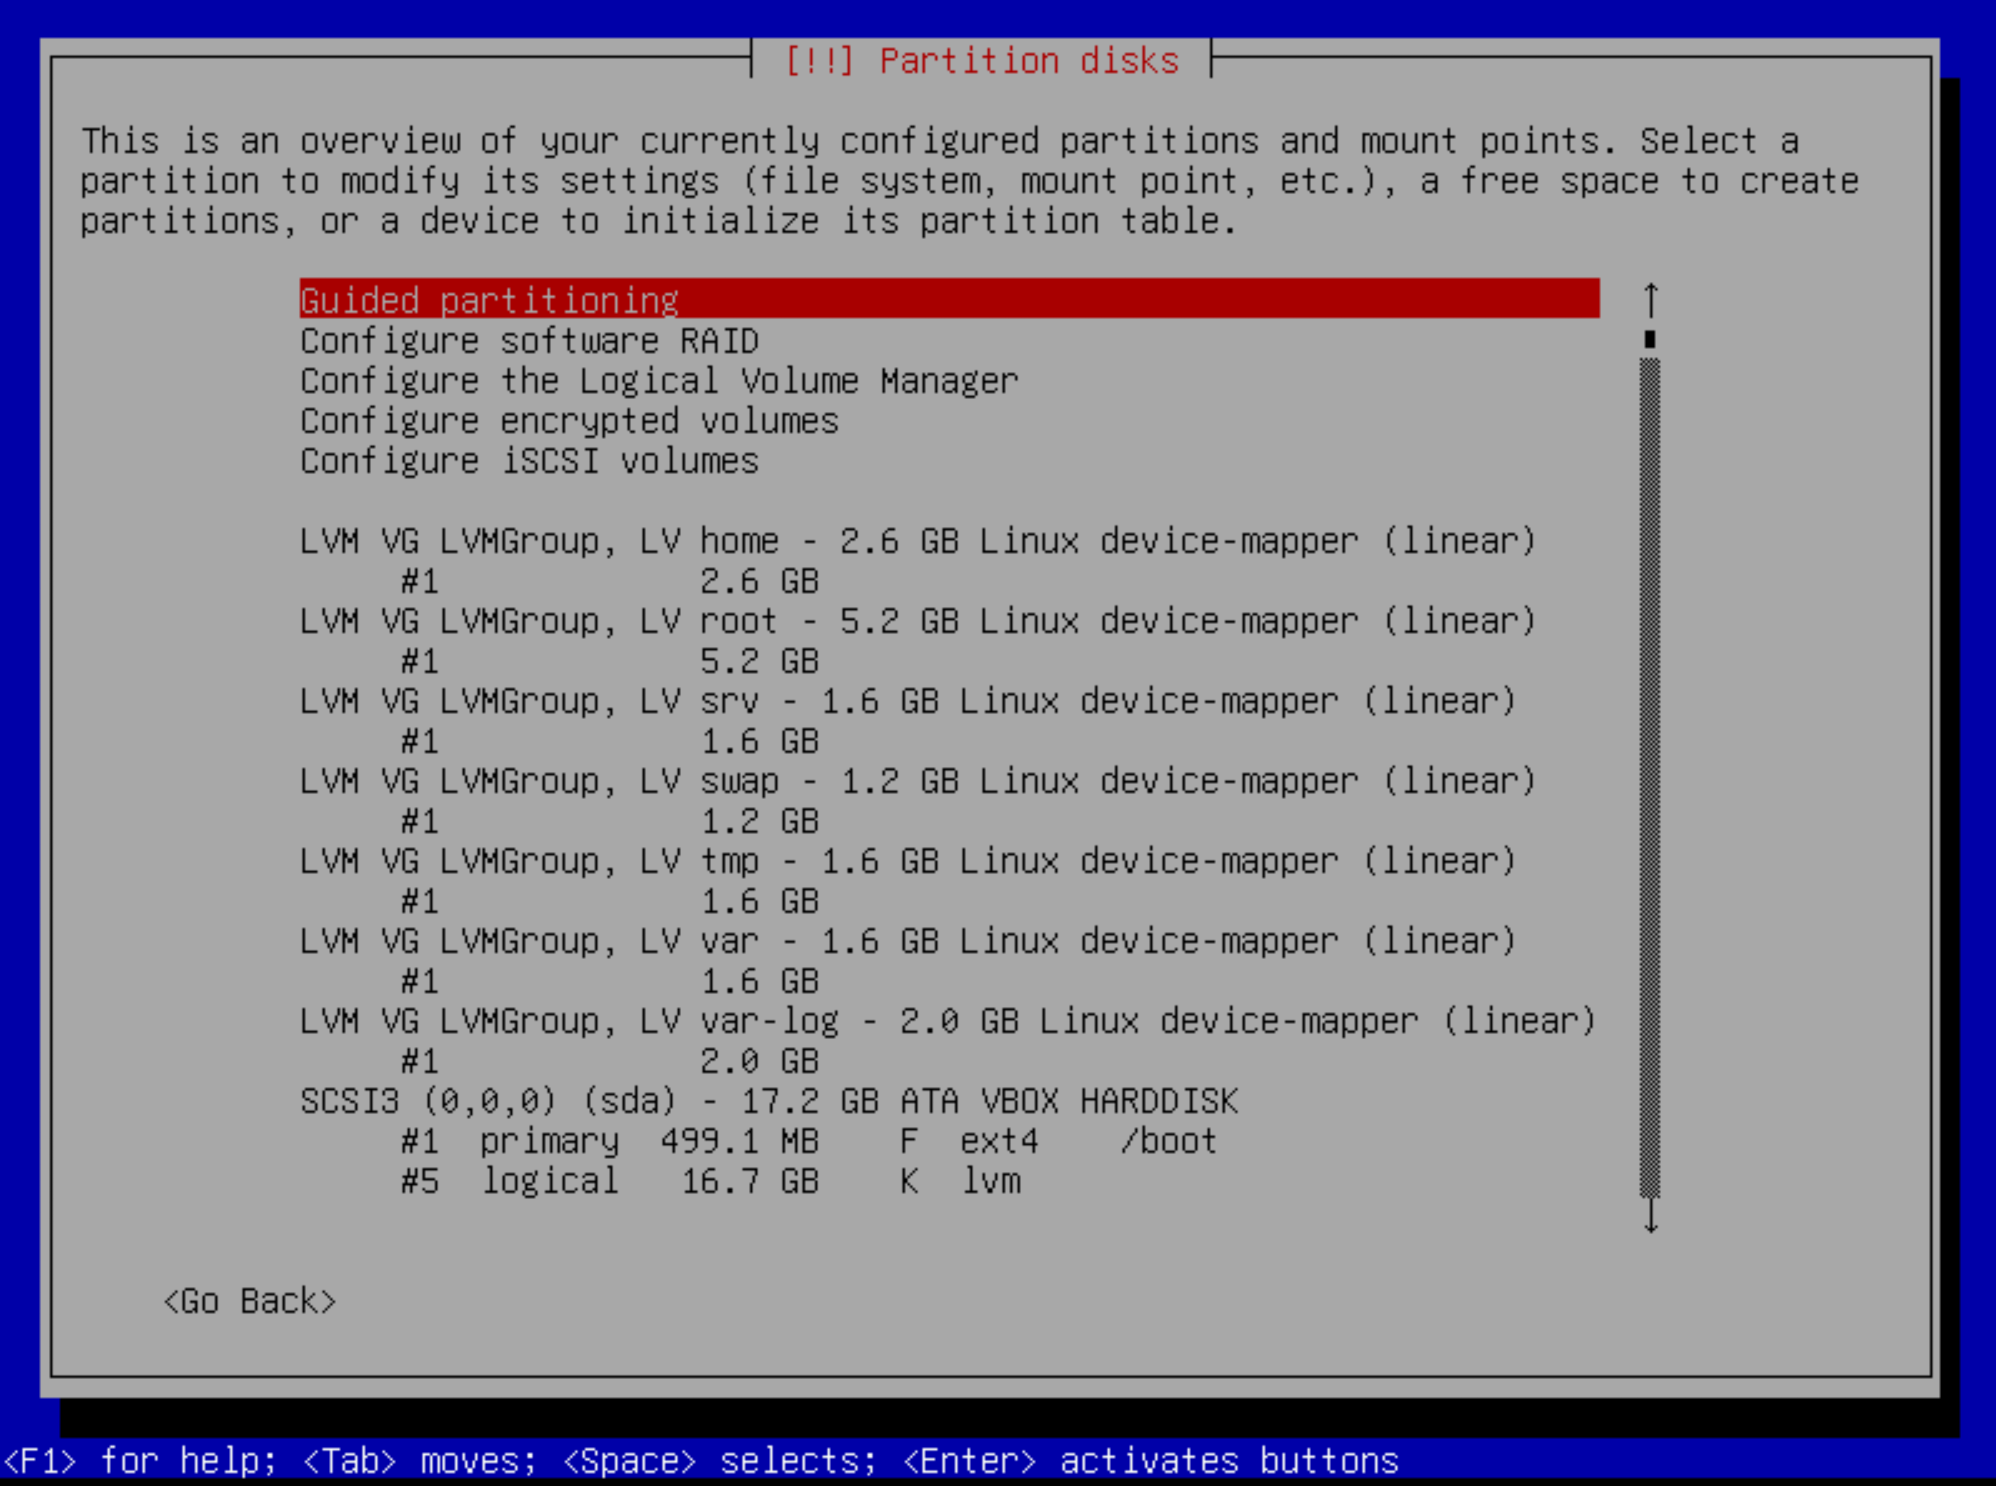 [!!] Partition disks
This is an overview of your currently configured partitions and mount points. Select a
partition to modify its settings (file system, mount point, etc.), a free space to create
partitions, or a device to initialize its partition table.
Guided partitioning
Configure software RAID
Configure the Logical Volume Manager
Configure encrypted volumes
Configure iSCSI volumes
LVM VG LVMGroup, LV home - 2.6 GB Linux device-mapper (linear)
#1 2.6 GB
LVM VG LVMGroup, LV root - 5.2 GB Linux device-mapper (linear)
#1 5.2 GB
LVM VG LVMGroup, LV srv - 1.6 GB Linux device-mapper (linear)
#1 1.6 GB
LVM VG LVMGroup, LV swap - 1.2 GB Linux device-mapper (linear)
#1 1.2 GB
LVM VG LVMGroup, LV tmp - 1.6 GB Linux device-mapper (linear)
#1 1.6 GB
LVM VG LVMGroup, LV var - 1.6 GB Linux device-mapper (linear)
#1 1.6 GB
LVM VG LVMGroup, LV var-log - 2.0 GB Linux device-mapper (linear)
#1 2.0 GB
SCSI3 (0,0,0) (sda) - 17.2 GB ATA VBOX HARDDISK
#1 primary 499.1 MB F ext4 /boot
#5 logical 16.7 GB K lvm
<Go Back>
<F1> for help; <Tab> moves; <Space> selects; <Enter> activates buttons